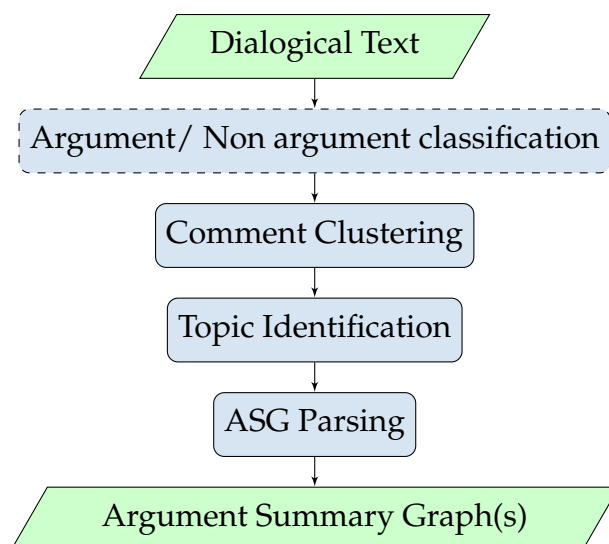 Dialogical Text
Argument/ Non argument classification
Comment Clustering
Topic Identification
ASG Parsing
Argument Summary Graph(s)